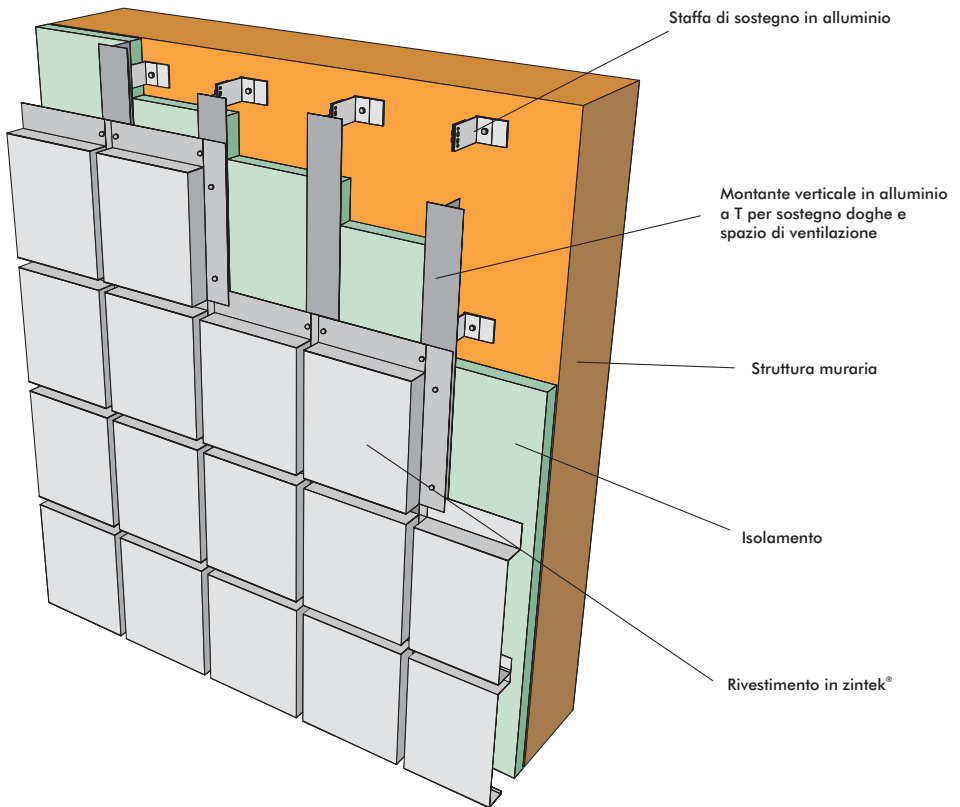 Staffa di sostegno in alluminio
Montante verticale in alluminio
a T per sostegno doghe e
spazio di ventilazione
Struttura muraria
Isolamento
Rivestimento in zintek®